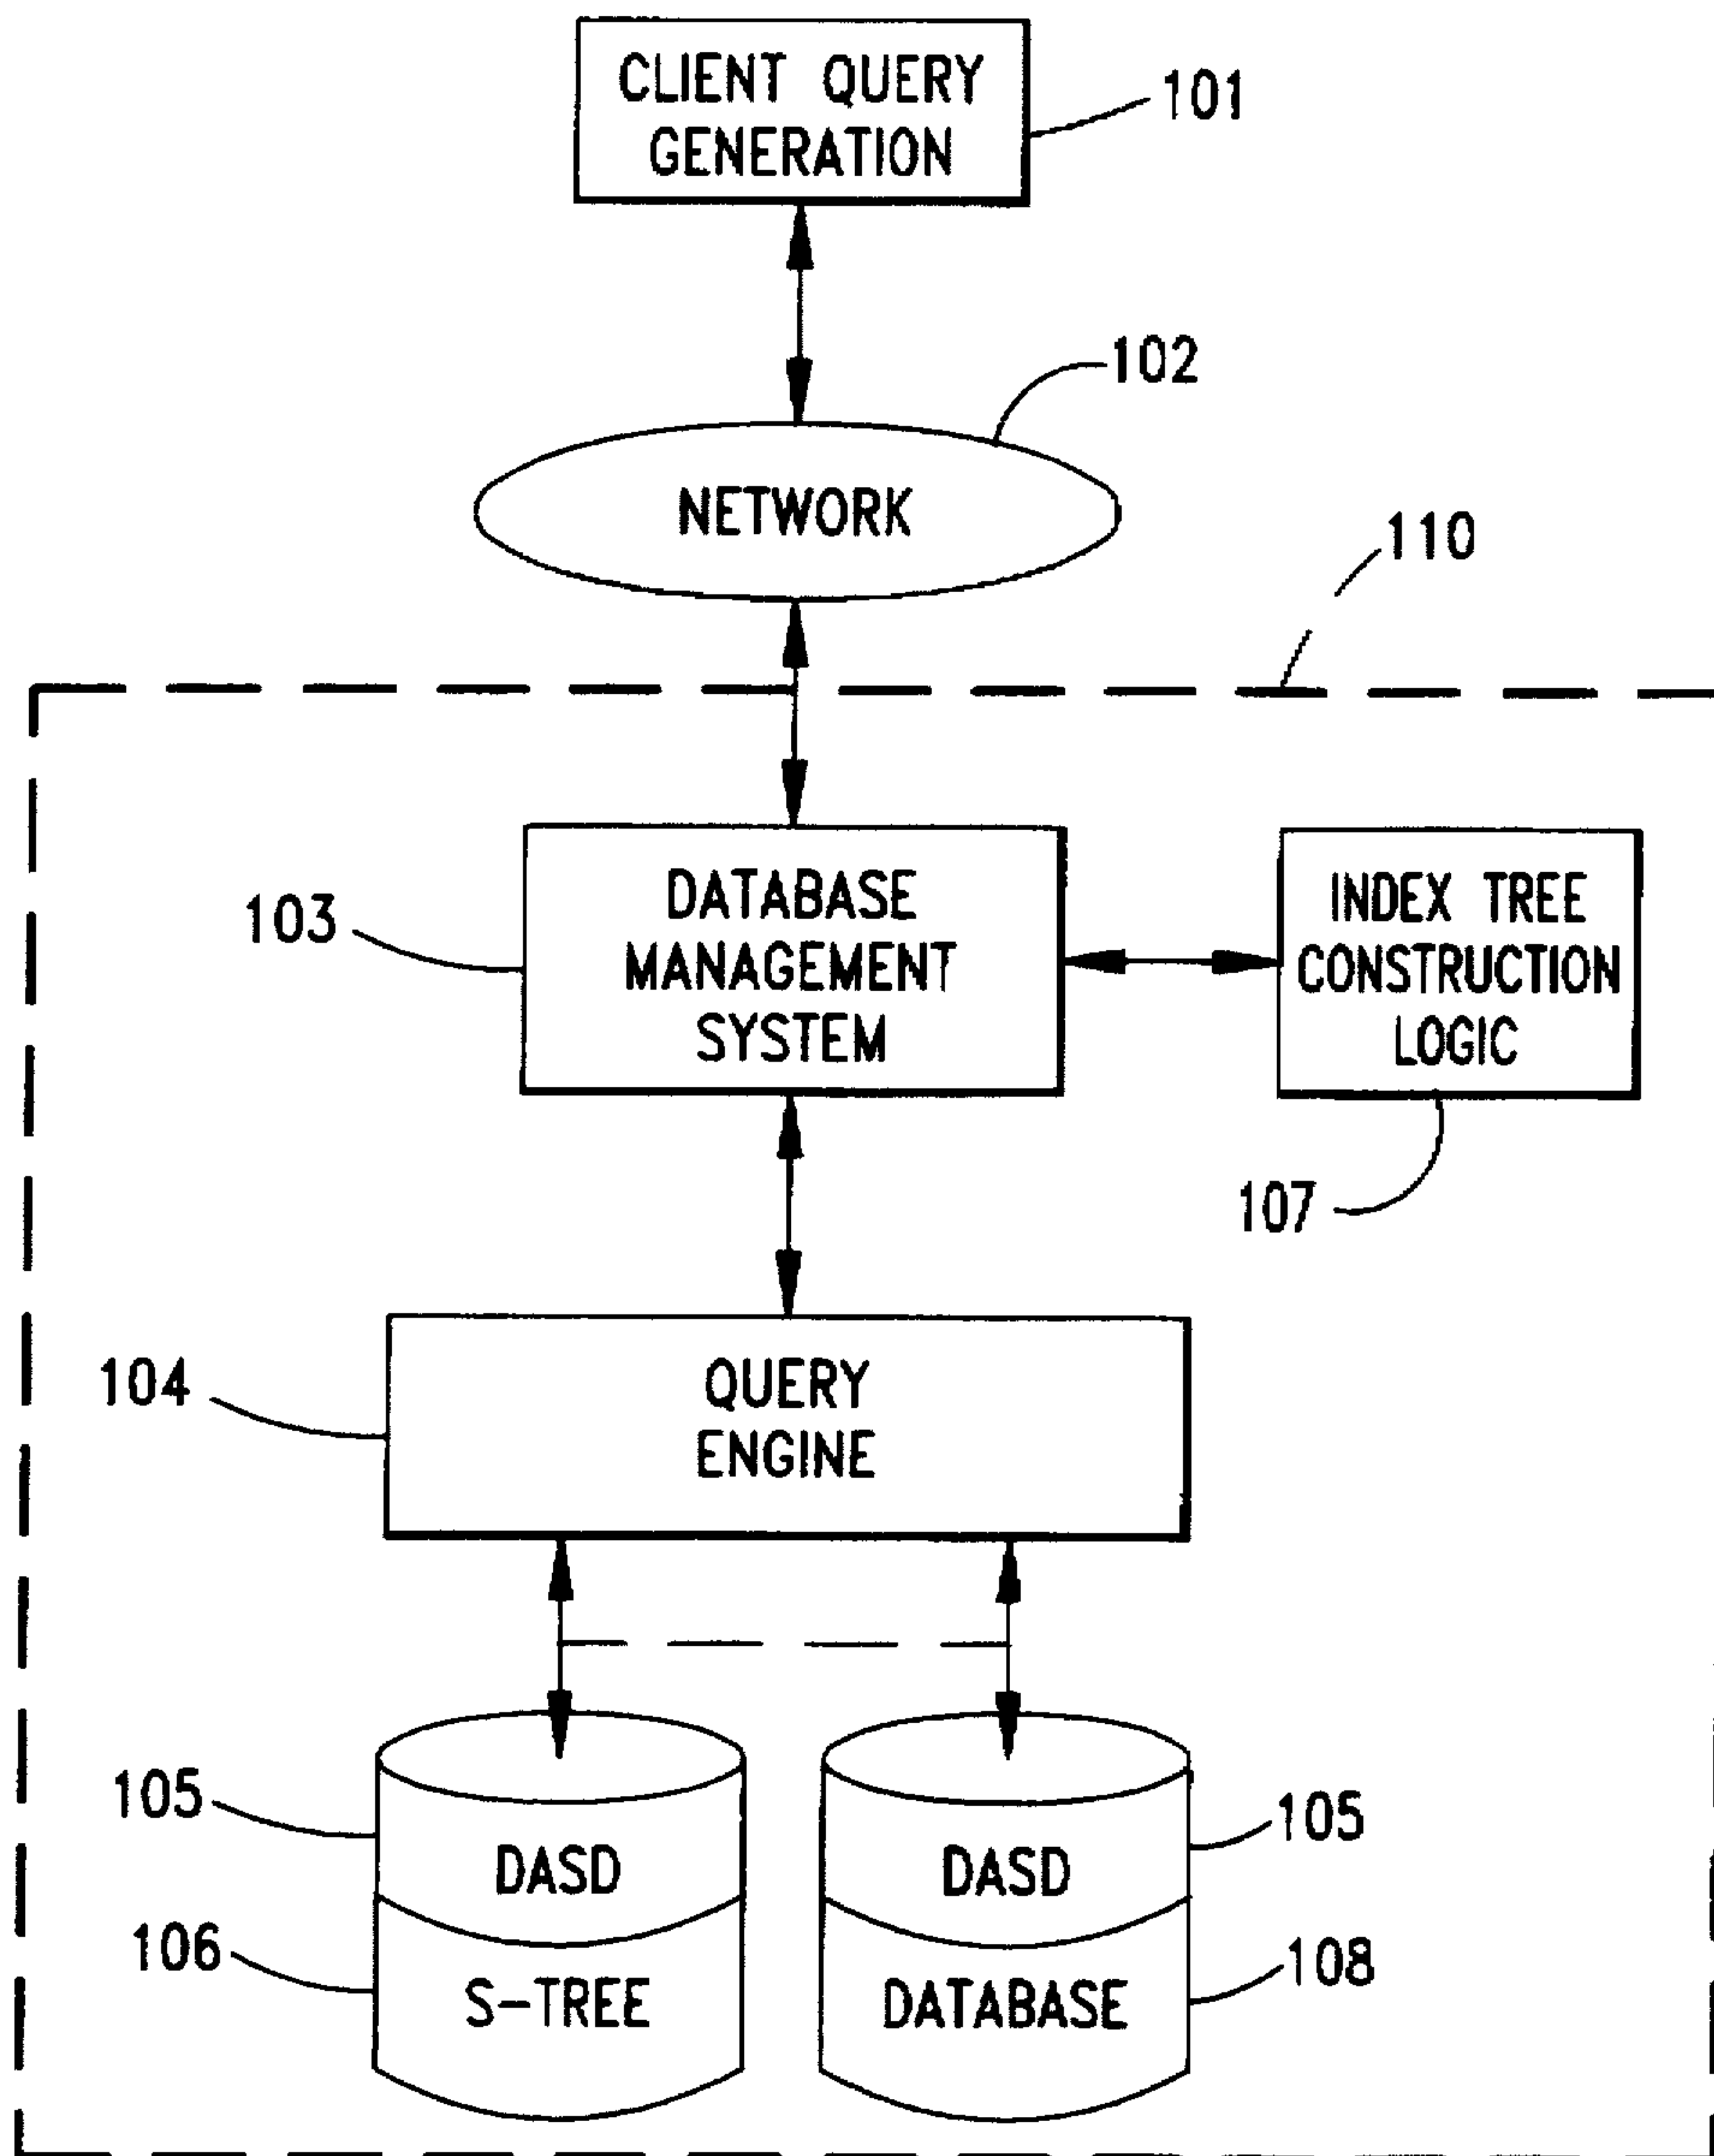 CLIENT QUERY
GENERATION
101
102
NETWORK
110
103
DATABASE
MANAGEMENT
SYSTEM
INDEX TREE
CONSTRUCTION
LOGIC
107
104
QUERY
ENGINE
105
DASD
DASD
105
106
S-TREE
DATABASE
108